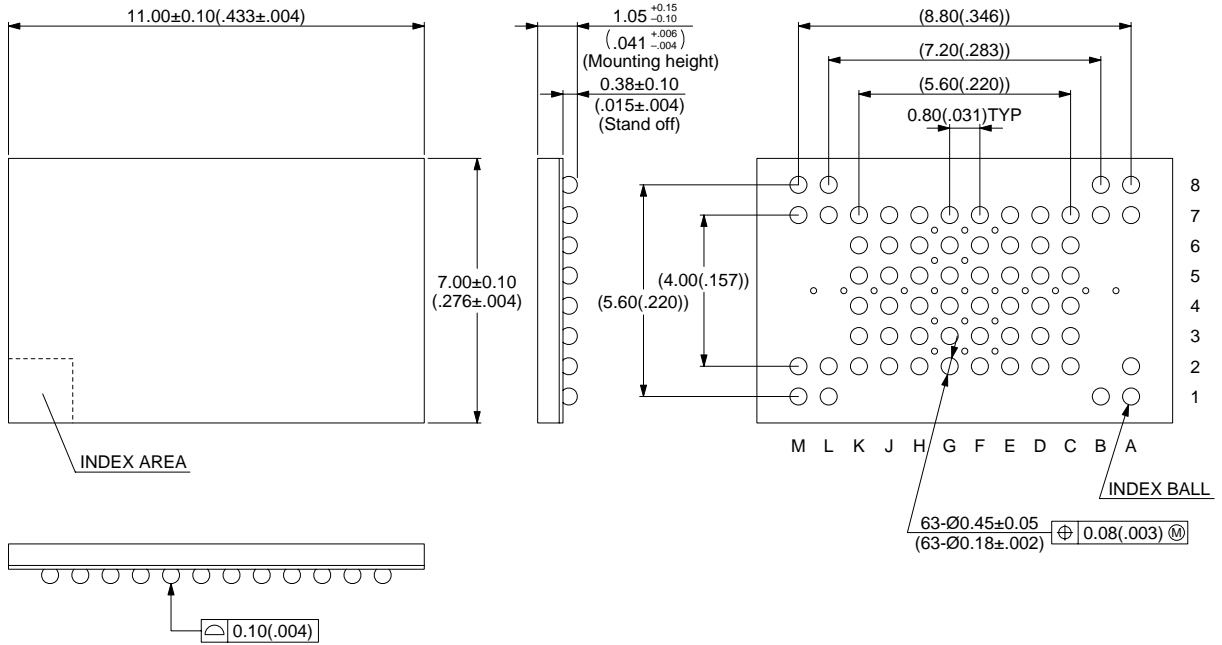 11.00±0.10(.433±.004)
1.05 +0.15 −0.10
(.041 +.006 −.004)
(Mounting height)
0.38±0.10
(.015±.004)
(Stand off)
(8.80(.346))
(7.20(.283))
(5.60(.220))
0.80(.031)TYP
7.00±0.10
(.276±.004)
(5.60(.220))
(4.00(.157))
8
7
6
5
4
3
2
1
M L K J H G F E D C B A
INDEX AREA
INDEX BALL
63-Ø0.45±0.05
(63-Ø0.18±.002)
⌖ 0.08(.003) Ⓜ
⌓ 0.10(.004)